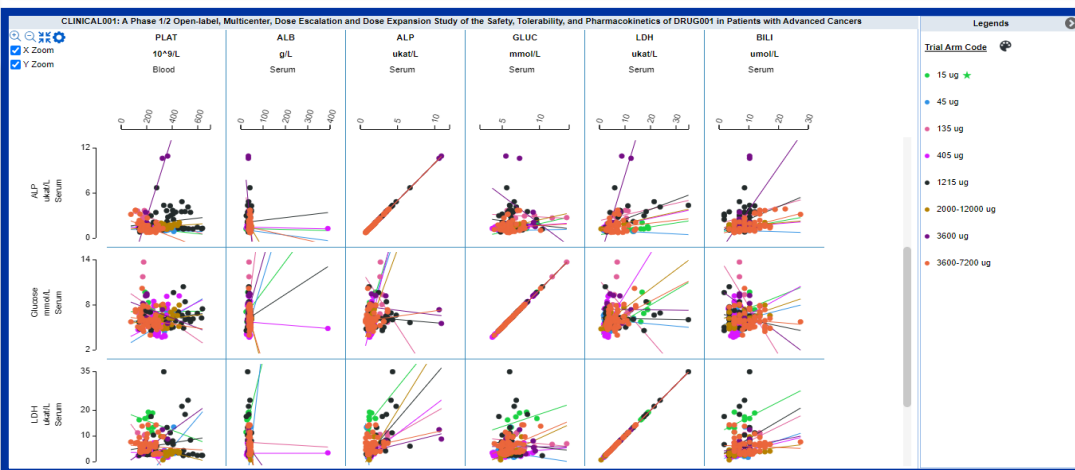 CLINICAL001: A Phase 1/2 Open-label, Multicenter, Dose Escalation and Dose Expansion Study of the Safety, Tolerability, and Pharmacokinetics of DRUG001 in Patients with Advanced Cancers
Legends
X Zoom
Y Zoom
PLAT ALB ALP GLUC LDH BILI
10^9/L g/L ukat/L mmol/L ukat/L umol/L
Blood Serum Serum Serum Serum Serum
0 200 400 600 0 100 200 300 400 0 5 10 5 10 0 10 20 30 0 10 20 30
ALP
ukat/L
Serum
12
6
0
Glucose
mmol/L
Serum
14
8
2
LDH
ukat/L
Serum
35
20
10
0
Trial Arm Code
15 ug
45 ug
135 ug
405 ug
1215 ug
2000-12000 ug
3600 ug
3600-7200 ug